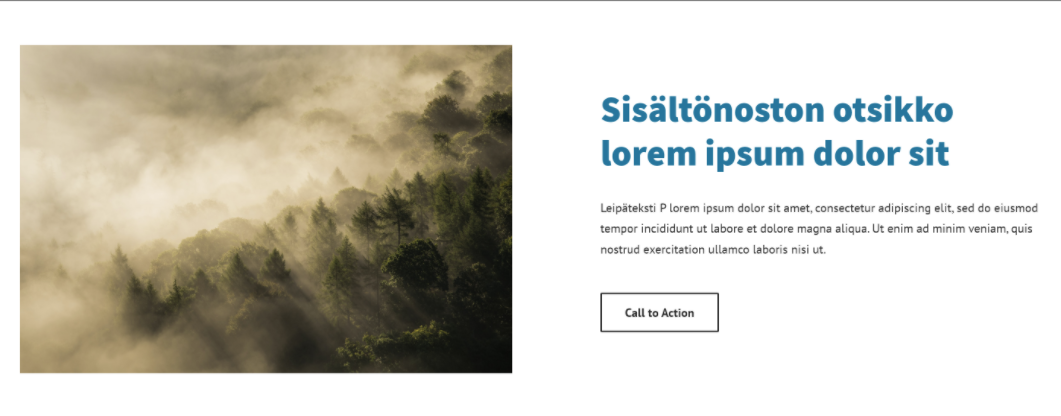 Sisältönoston otsikko
lorem ipsum dolor sit
Leipäteksti P lorem ipsum dolor sit amet, consectetur adipiscing elit, sed do eiusmod
tempor incididunt ut labore et dolore magna aliqua. Ut enim ad minim veniam, quis
nostrud exercitation ullamco laboris nisi ut.
Call to Action